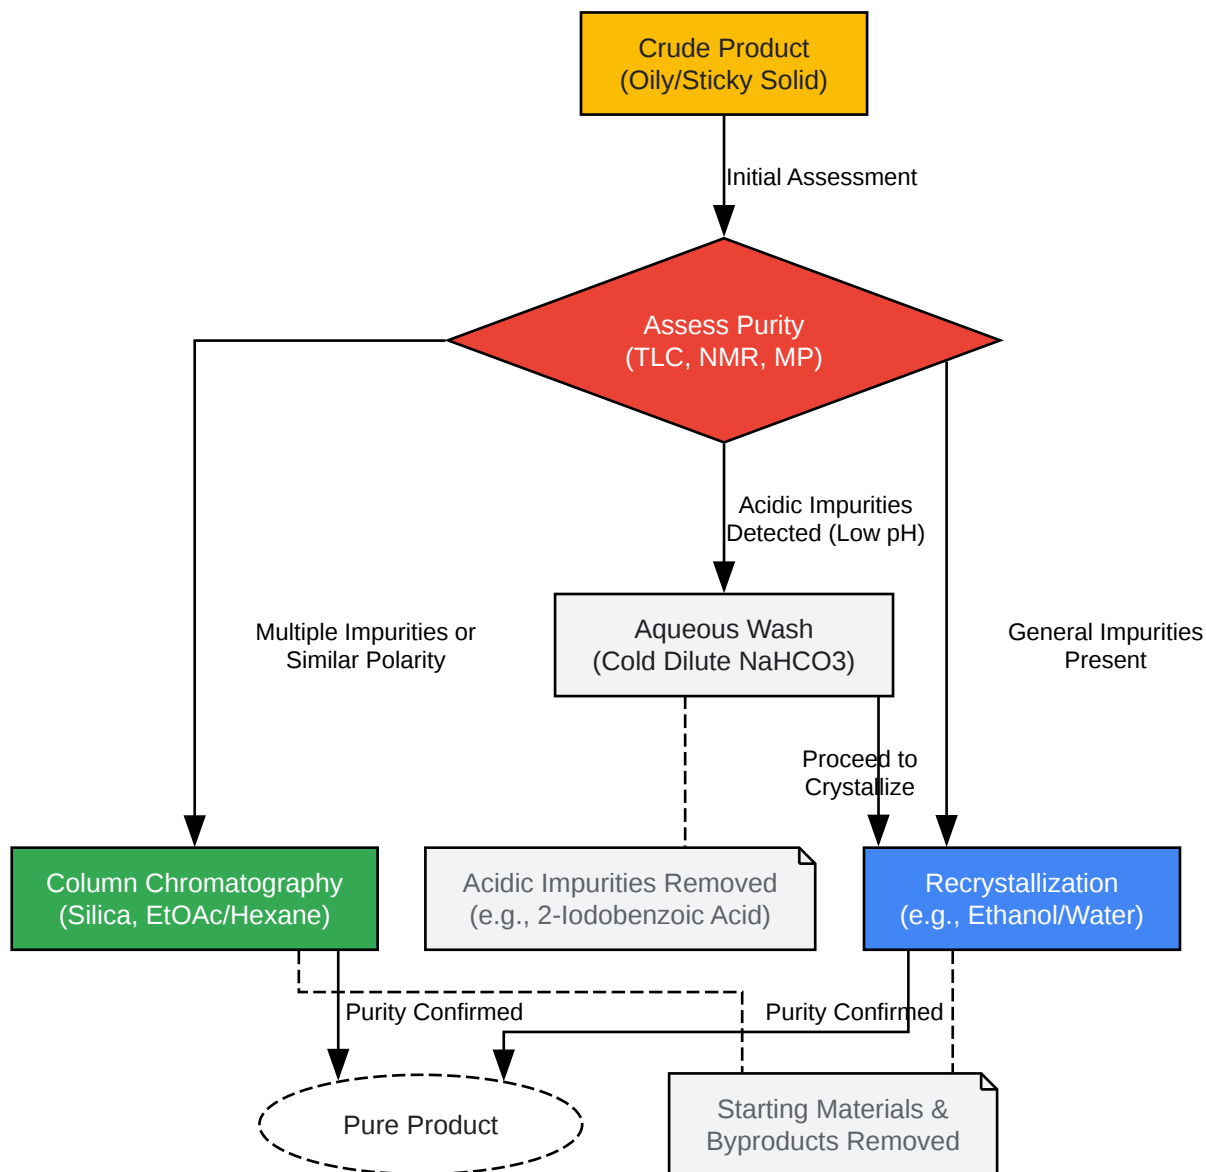 Crude Product
(Oily/Sticky Solid)
Initial Assessment
Assess Purity
(TLC, NMR, MP)
Acidic Impurities
Detected (Low pH)
Multiple Impurities or
Similar Polarity
Aqueous Wash
(Cold Dilute NaHCO3)
General Impurities
Present
Proceed to
Crystallize
Column Chromatography
(Silica, EtOAc/Hexane)
Acidic Impurities Removed
(e.g., 2-Iodobenzoic Acid)
Recrystallization
(e.g., Ethanol/Water)
Purity Confirmed
Purity Confirmed
Pure Product
Starting Materials &
Byproducts Removed